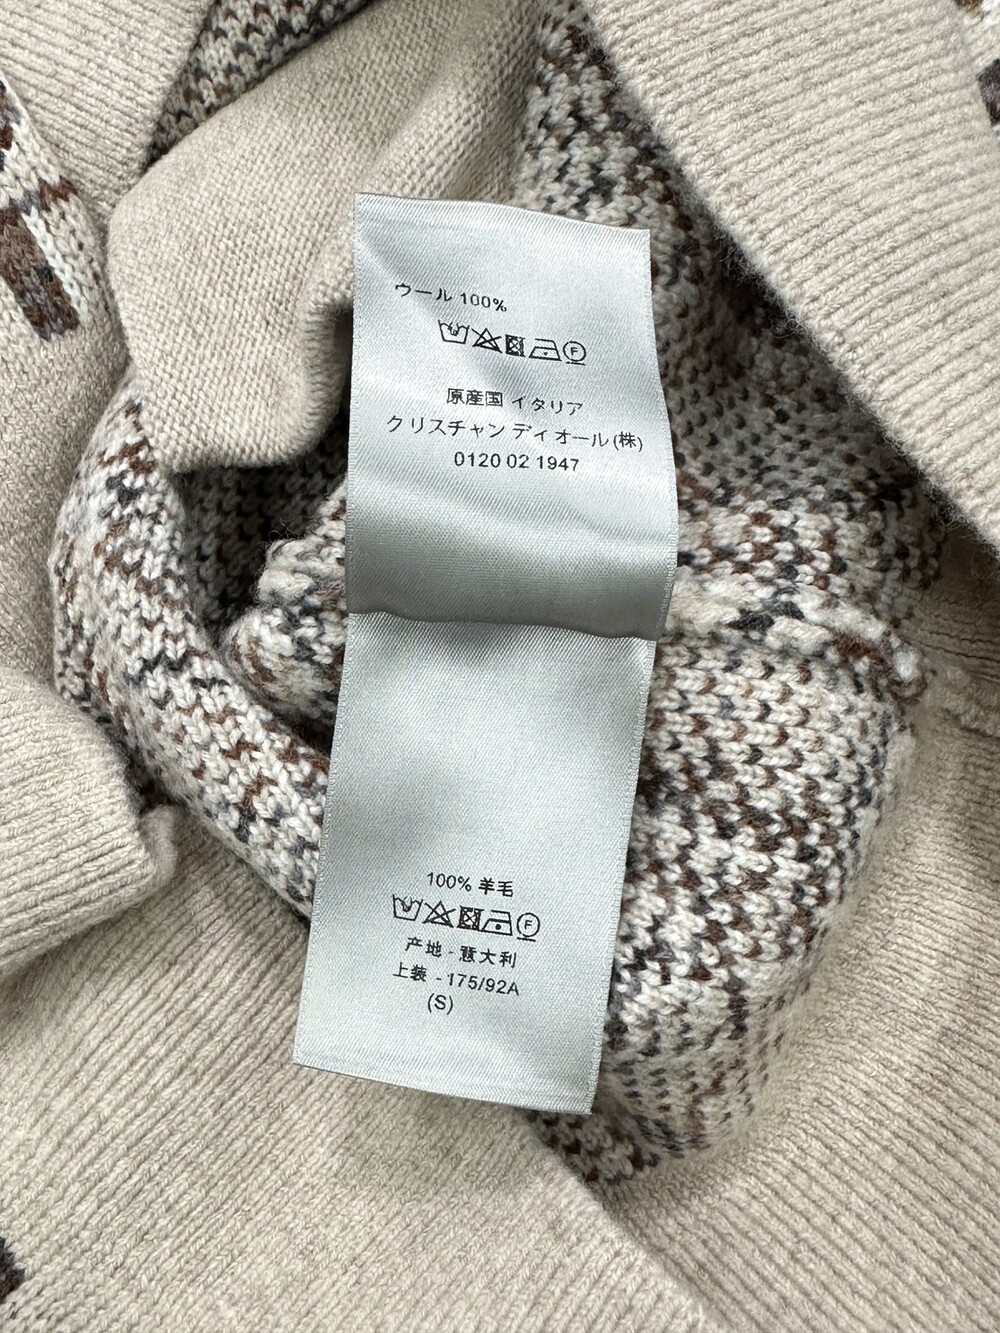 ウール 100%
F
原産国 イタリア
クリスチャン ディオール (株)
0120 02 1947
100% 羊毛
F
产地 - 意大利
上装 - 175/92A
(S)